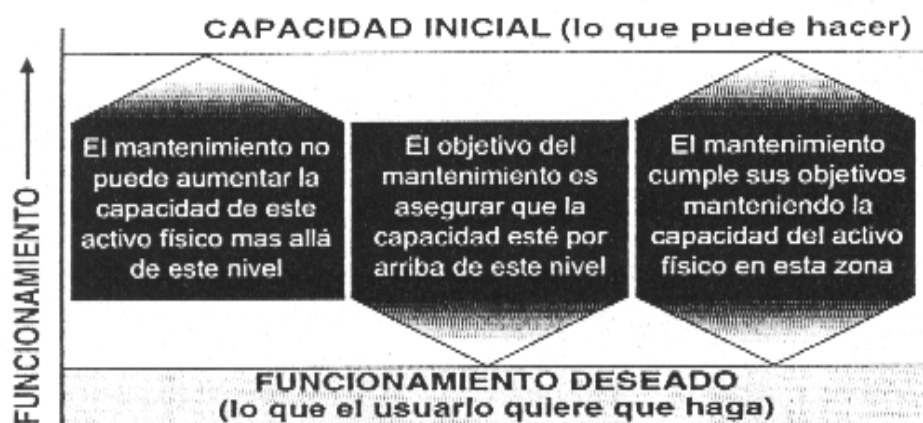 CAPACIDAD INICIAL (lo que puede hacer)
FUNCIONAMIENTO
El mantenimiento no
puede aumentar la
capacidad de este
activo físico mas allá
de este nivel
El objetivo del
mantenimiento es
asegurar que la
capacidad esté por
arriba de este nivel
El mantenimiento
cumple sus objetivos
manteniendo la
capacidad del activo
físico en esta zona
FUNCIONAMIENTO DESEADO
(lo que el usuario quiere que haga)